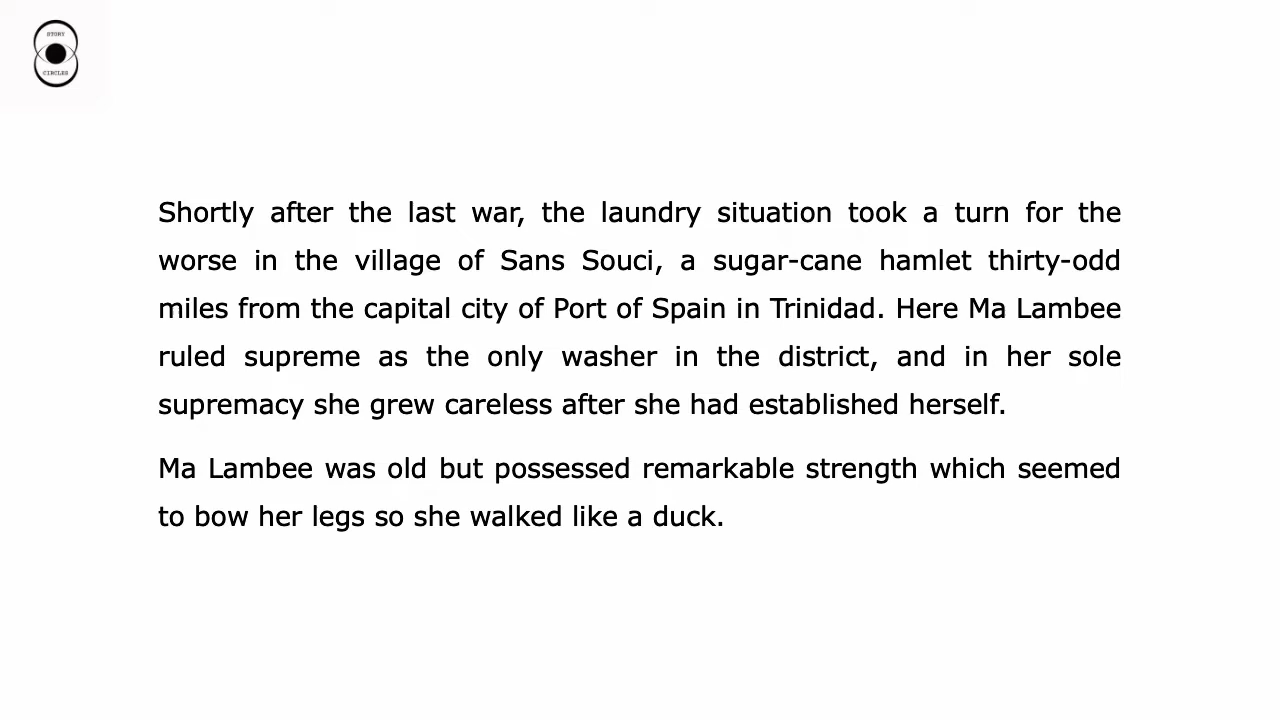 STORY
CIRCLES
Shortly after the last war, the laundry situation took a turn for the
worse in the village of Sans Souci, a sugar-cane hamlet thirty-odd
miles from the capital city of Port of Spain in Trinidad. Here Ma Lambee
ruled supreme as the only washer in the district, and in her sole
supremacy she grew careless after she had established herself.
Ma Lambee was old but possessed remarkable strength which seemed
to bow her legs so she walked like a duck.